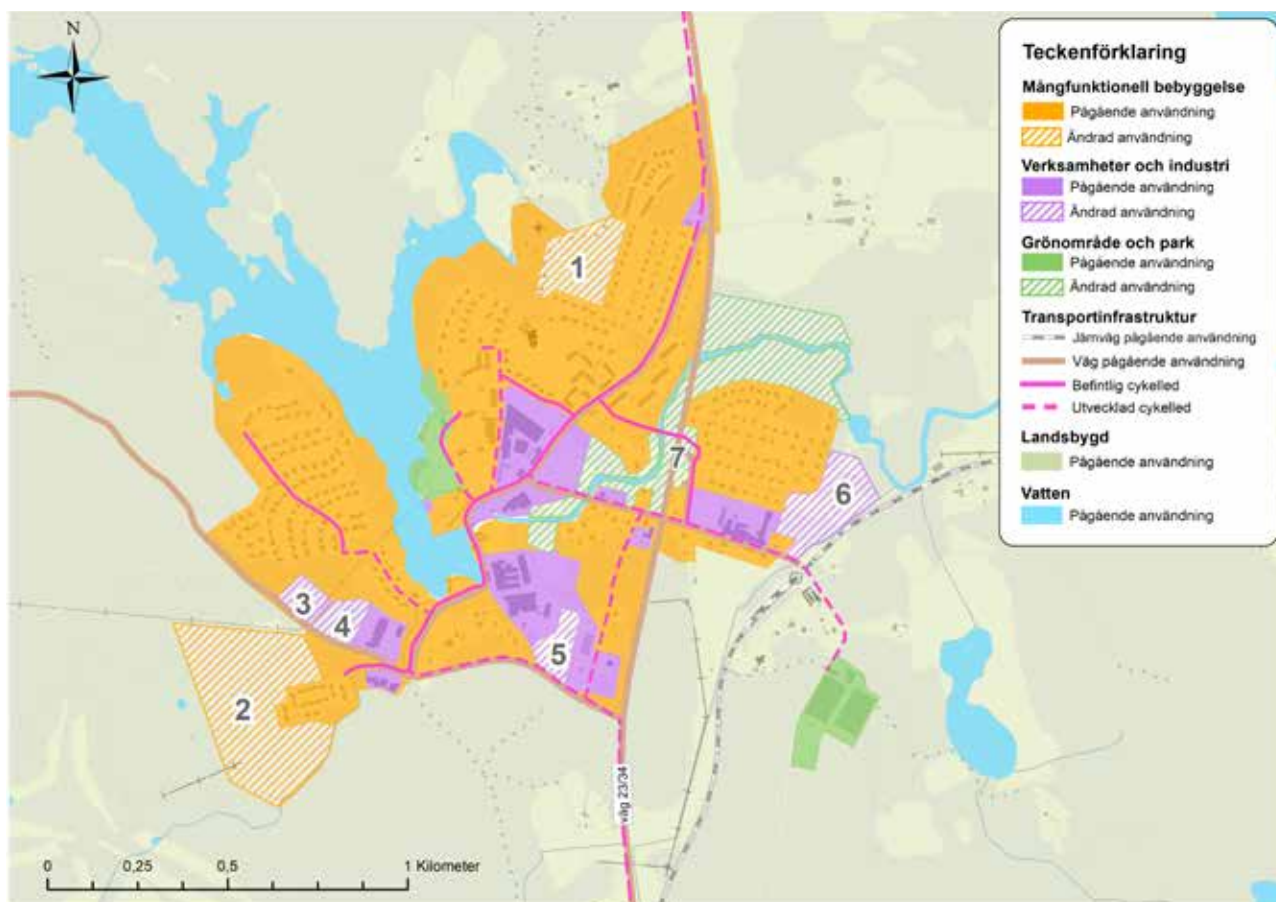 N
Teckenförklaring
Mångfunktionell bebyggelse
Pågående användning
Ändrad användning
Verksamheter och industri
Pågående användning
Ändrad användning
Grönområde och park
Pågående användning
Ändrad användning
Transportinfrastruktur
Järnväg pågående användning
Väg pågående användning
Befintlig cykelled
Utvecklad cykelled
Landsbygd
Pågående användning
Vatten
Pågående användning
1
7
6
3
4
5
2
väg 23/34
0 0,25 0,5 1 Kilometer